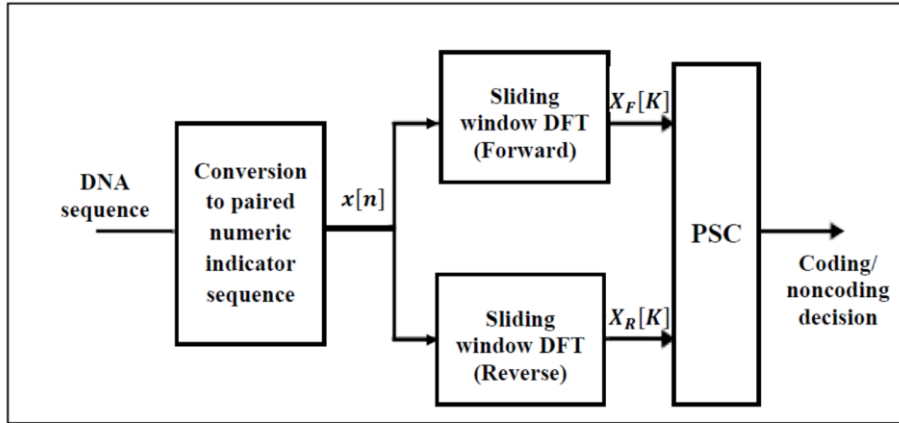 DNA
sequence
Conversion
to paired
numeric
indicator
sequence
x[n]
Sliding
window DFT
(Forward)
X_F[K]
Sliding
window DFT
(Reverse)
X_R[K]
PSC
Coding/
noncoding
decision